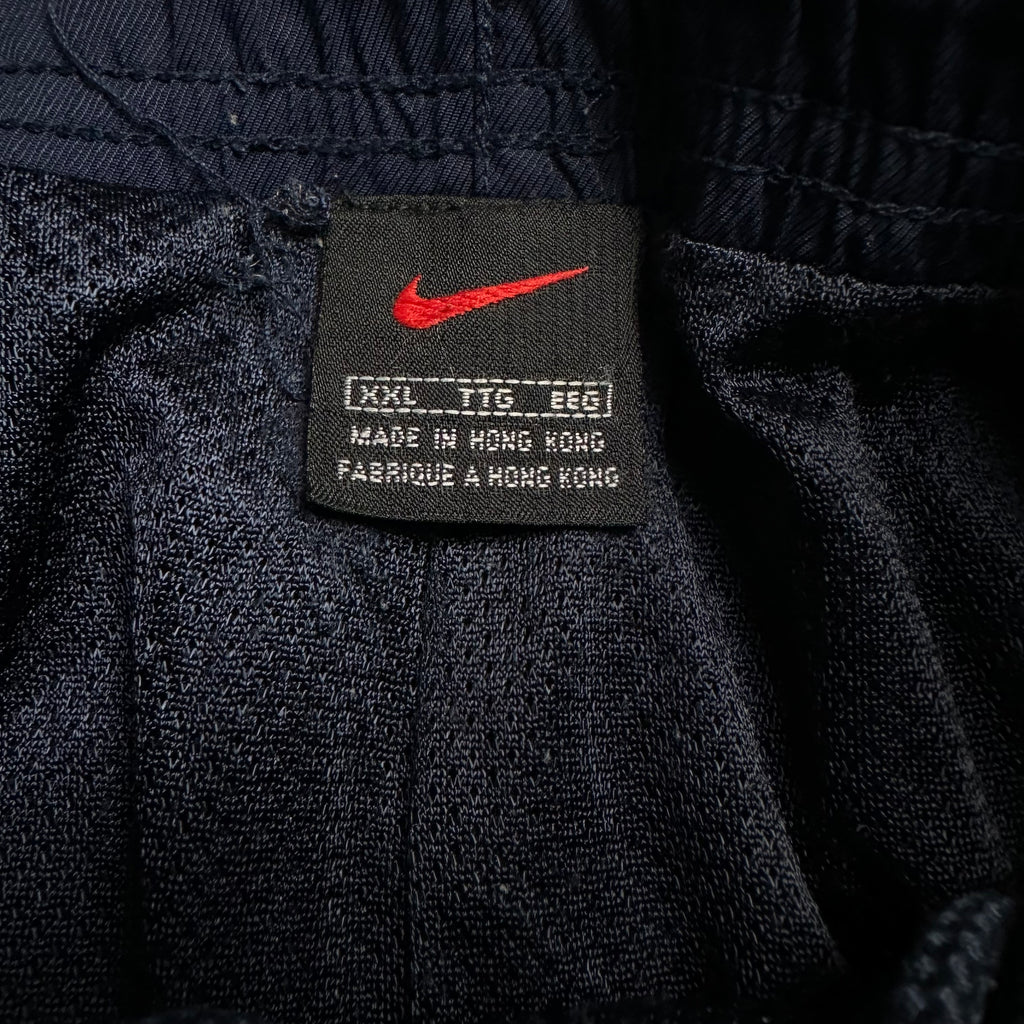 XXL TTG EEG
MADE IN HONG KONG
FABRIQUE A HONG KONG